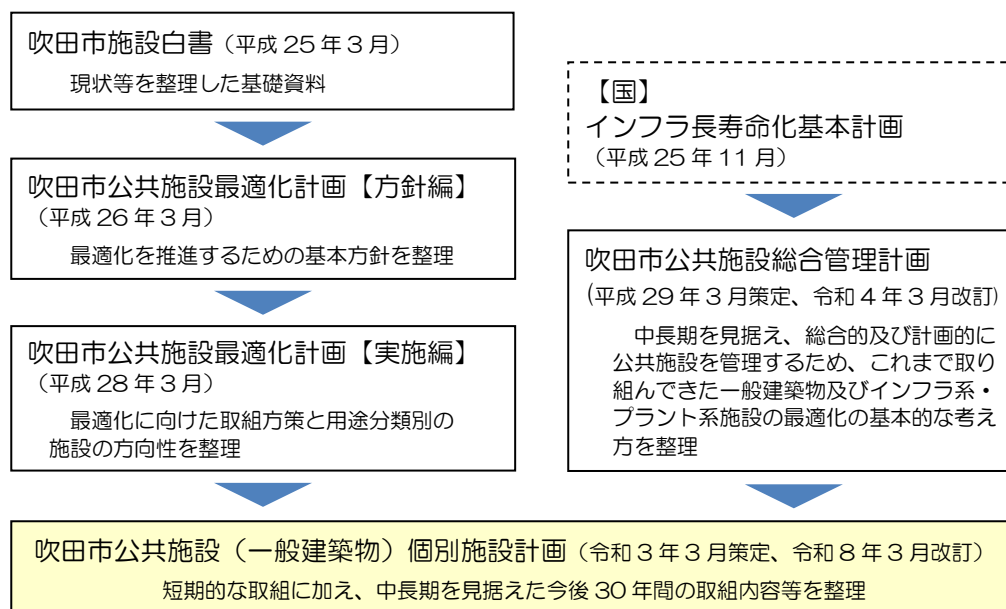 吹田市施設白書（平成 25 年 3 月）
現状等を整理した基礎資料
吹田市公共施設最適化計画【方針編】
（平成 26 年 3 月）
最適化を推進するための基本方針を整理
吹田市公共施設最適化計画【実施編】
（平成 28 年 3 月）
最適化に向けた取組方策と用途分類別の
施設の方向性を整理
【国】
インフラ長寿命化基本計画
（平成 25 年 11 月）
吹田市公共施設総合管理計画
(平成 29 年 3 月策定、令和 4 年 3 月改訂)
中長期を見据え、総合的及び計画的に
公共施設を管理するため、これまで取り
組んできた一般建築物及びインフラ系・
プラント系施設の最適化の基本的な考え
方を整理
吹田市公共施設（一般建築物）個別施設計画（令和 3 年 3 月策定、令和 8 年 3 月改訂）
短期的な取組に加え、中長期を見据えた今後 30 年間の取組内容等を整理